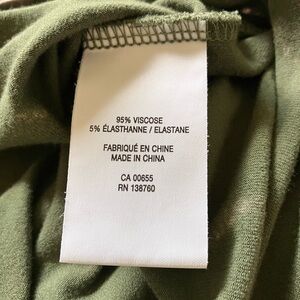 95% VISCOSE
5% ÉLASTHANNE / ELASTANE
FABRIQUÉ EN CHINE
MADE IN CHINA
CA 00655
RN 138760